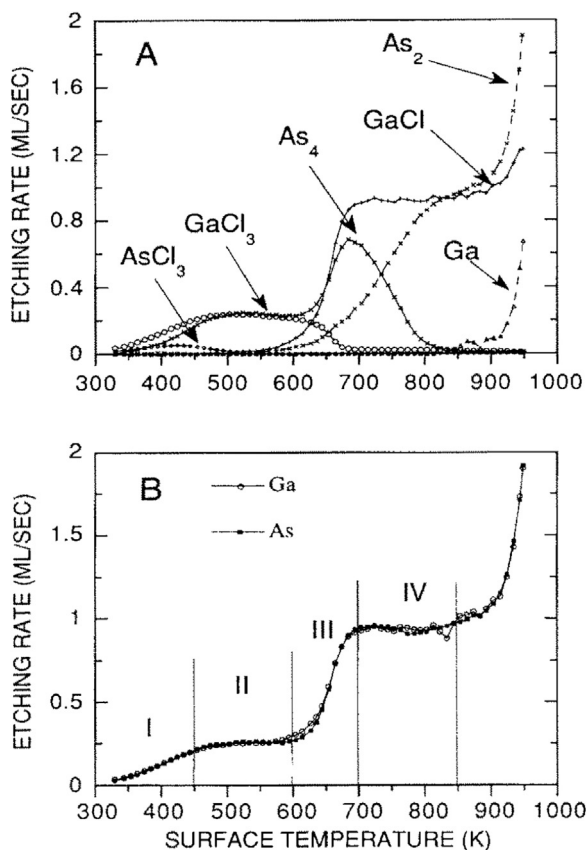 A
As2
GaCl
As4
GaCl3
AsCl3
Ga
ETCHING RATE (ML/SEC)
2
1.6
1.2
0.8
0.4
0
300 400 500 600 700 800 900 1000
B
Ga
As
I
II
III
IV
ETCHING RATE (ML/SEC)
2
1.5
1
0.5
0
300 400 500 600 700 800 900 1000
SURFACE TEMPERATURE (K)